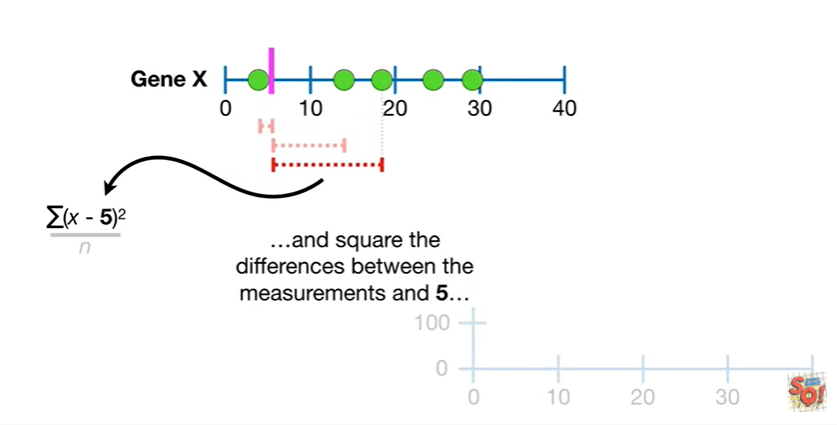 Gene X
0 10 20 30 40
∑(x - 5)²
n
...and square the
differences between the
measurements and 5...
100
0
0 10 20 30
SO!